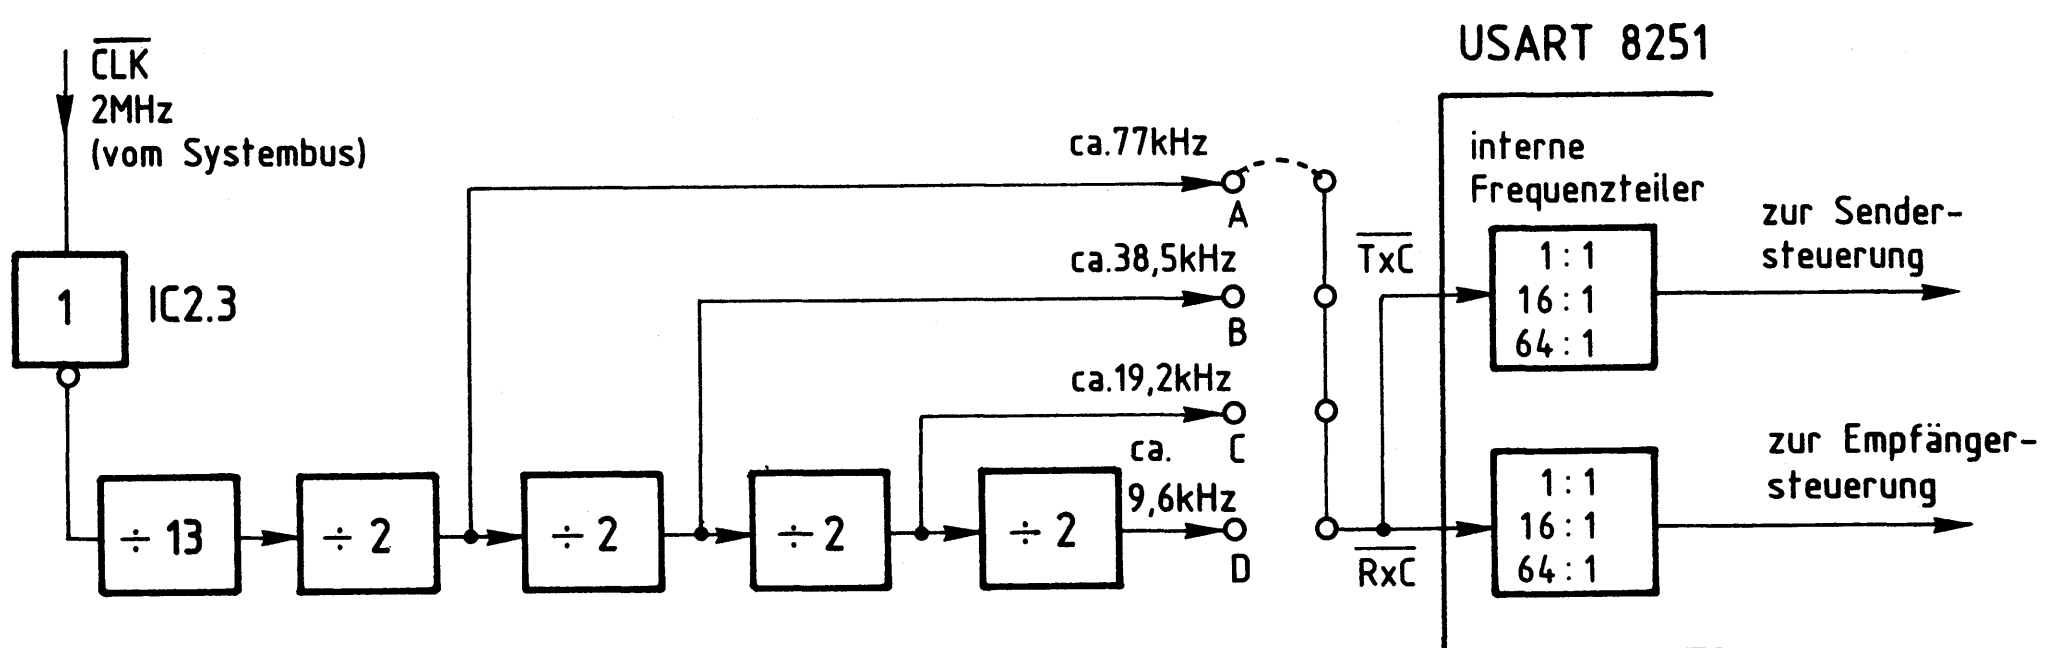 USART 8251
CLK
2MHz
(vom Systembus)
ca.77kHz
A
interne
Frequenzteiler
zur Sender-
steuerung
ca.38,5kHz
B
TxC
1:1
16:1
64:1
1
IC2.3
ca.19,2kHz
C
ca.
9,6kHz
D
RxC
zur Empfänger-
steuerung
1:1
16:1
64:1
÷ 13
÷ 2
÷ 2
÷ 2
÷ 2